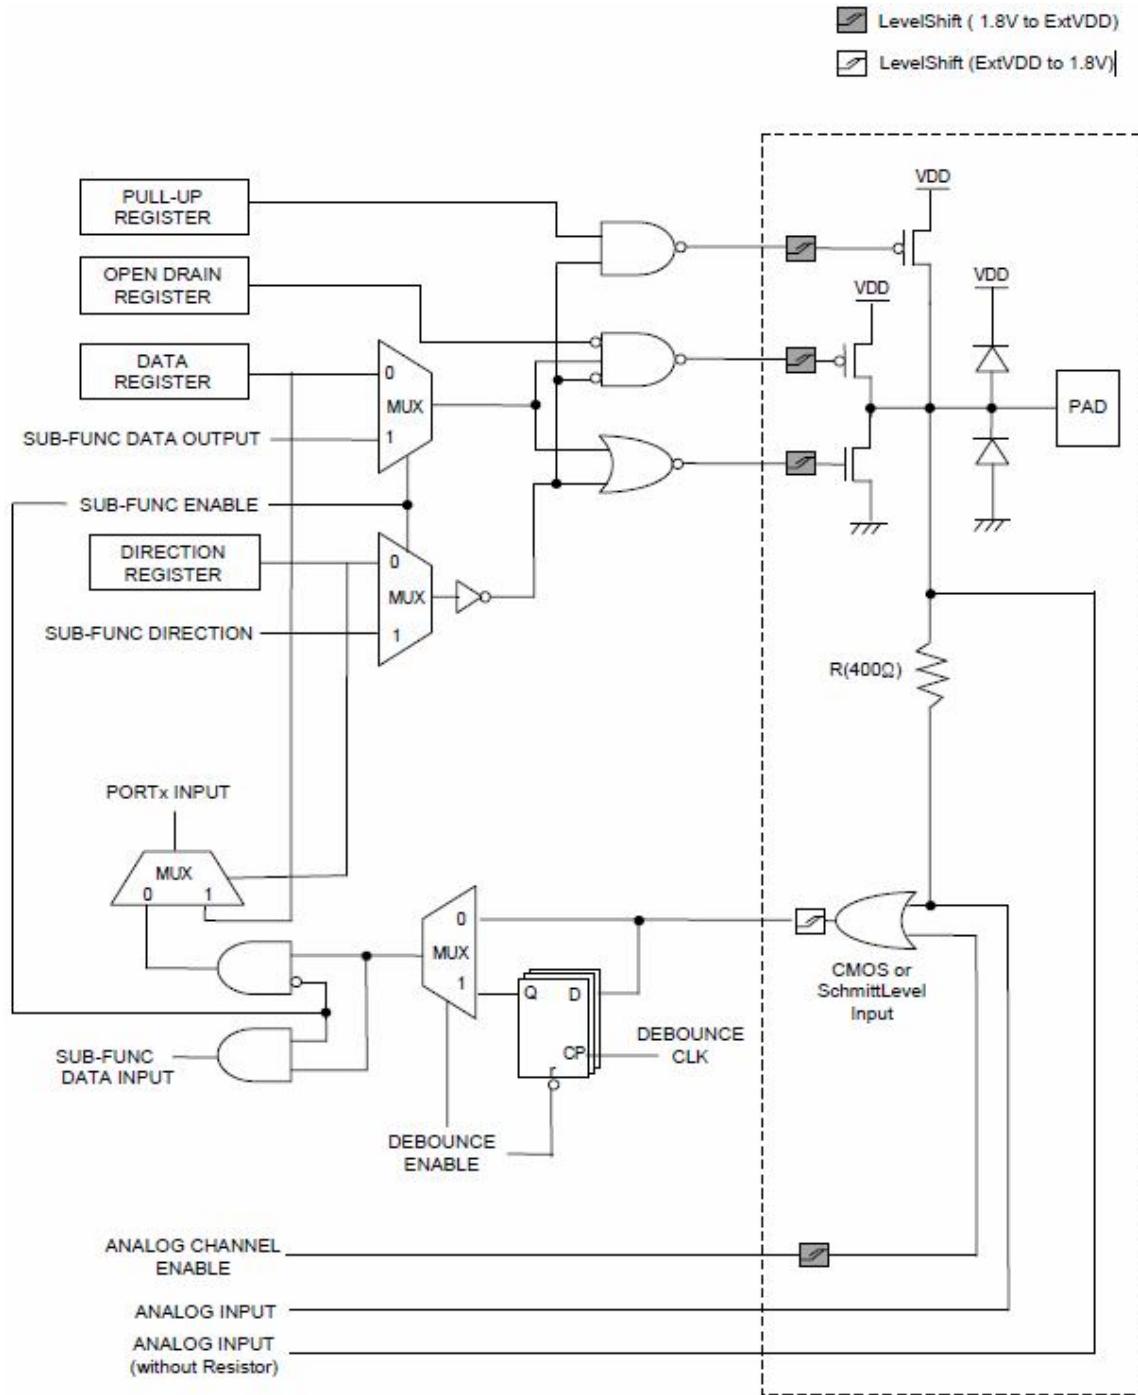 LevelShift ( 1.8V to ExtVDD)
LevelShift (ExtVDD to 1.8V)
VDD
PULL-UP
REGISTER
OPEN DRAIN
REGISTER
VDD
VDD
DATA
REGISTER
0
MUX
1
PAD
SUB-FUNC DATA OUTPUT
SUB-FUNC ENABLE
DIRECTION
REGISTER
0
MUX
1
SUB-FUNC DIRECTION
R(400Ω)
PORTx INPUT
MUX
0 1
0
MUX
1
Q D
CP
r
CMOS or
SchmittLevel
Input
DEBOUNCE
CLK
SUB-FUNC
DATA INPUT
DEBOUNCE
ENABLE
ANALOG CHANNEL
ENABLE
ANALOG INPUT
ANALOG INPUT
(without Resistor)